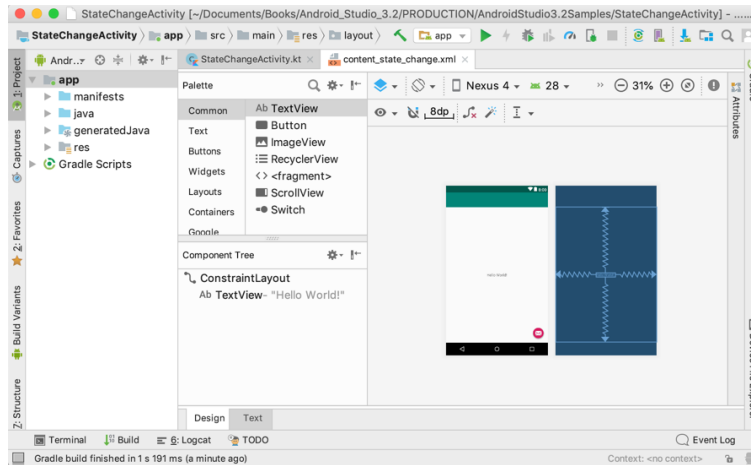 StateChangeActivity [~/Documents/Books/Android_Studio_3.2/PRODUCTION/AndroidStudio3.2Samples/StateChangeActivity] - ...
StateChangeActivity app src main res layout app
Andr..
StateChangeActivity.kt content_state_change.xml
1: Project
Captures
2: Favorites
Build Variants
Z: Structure
app
manifests
java
generatedJava
res
Gradle Scripts
Palette
Common
Text
Buttons
Widgets
Layouts
Containers
Google
Ab TextView
Button
ImageView
RecyclerView
<> <fragment>
ScrollView
Switch
Nexus 4 28 31%
8dp
Attributes
Component Tree
ConstraintLayout
Ab TextView- "Hello World!"
Hello World!
Design Text
Terminal Build 6: Logcat TODO Event Log
Gradle build finished in 1 s 191 ms (a minute ago) Context: <no context>